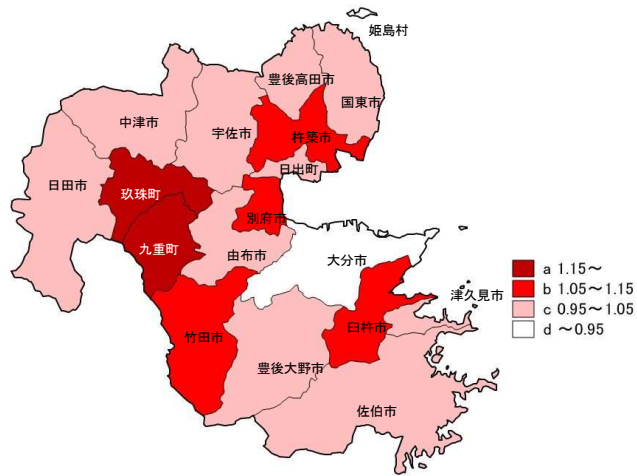 姫島村
豊後高田市
国東市
中津市
宇佐市
杵築市
日出町
日田市
玖珠町
別府市
九重町
由布市
大分市
津久見市
臼杵市
竹田市
豊後大野市
佐伯市
a 1.15～
b 1.05～1.15
c 0.95～1.05
d ～0.95